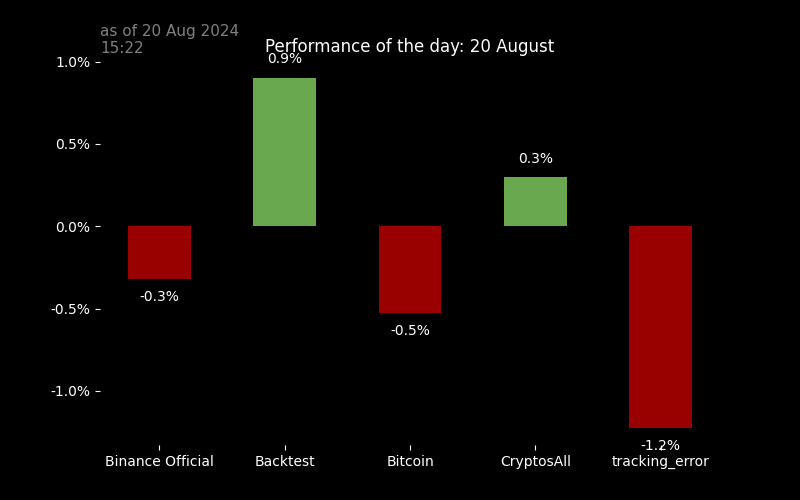 as of 20 Aug 2024
15:22
Performance of the day: 20 August
1.0%
0.5%
0.0%
-0.5%
-1.0%
-0.3%
0.9%
-0.5%
0.3%
-1.2%
Binance Official
Backtest
Bitcoin
CryptosAll
tracking_error